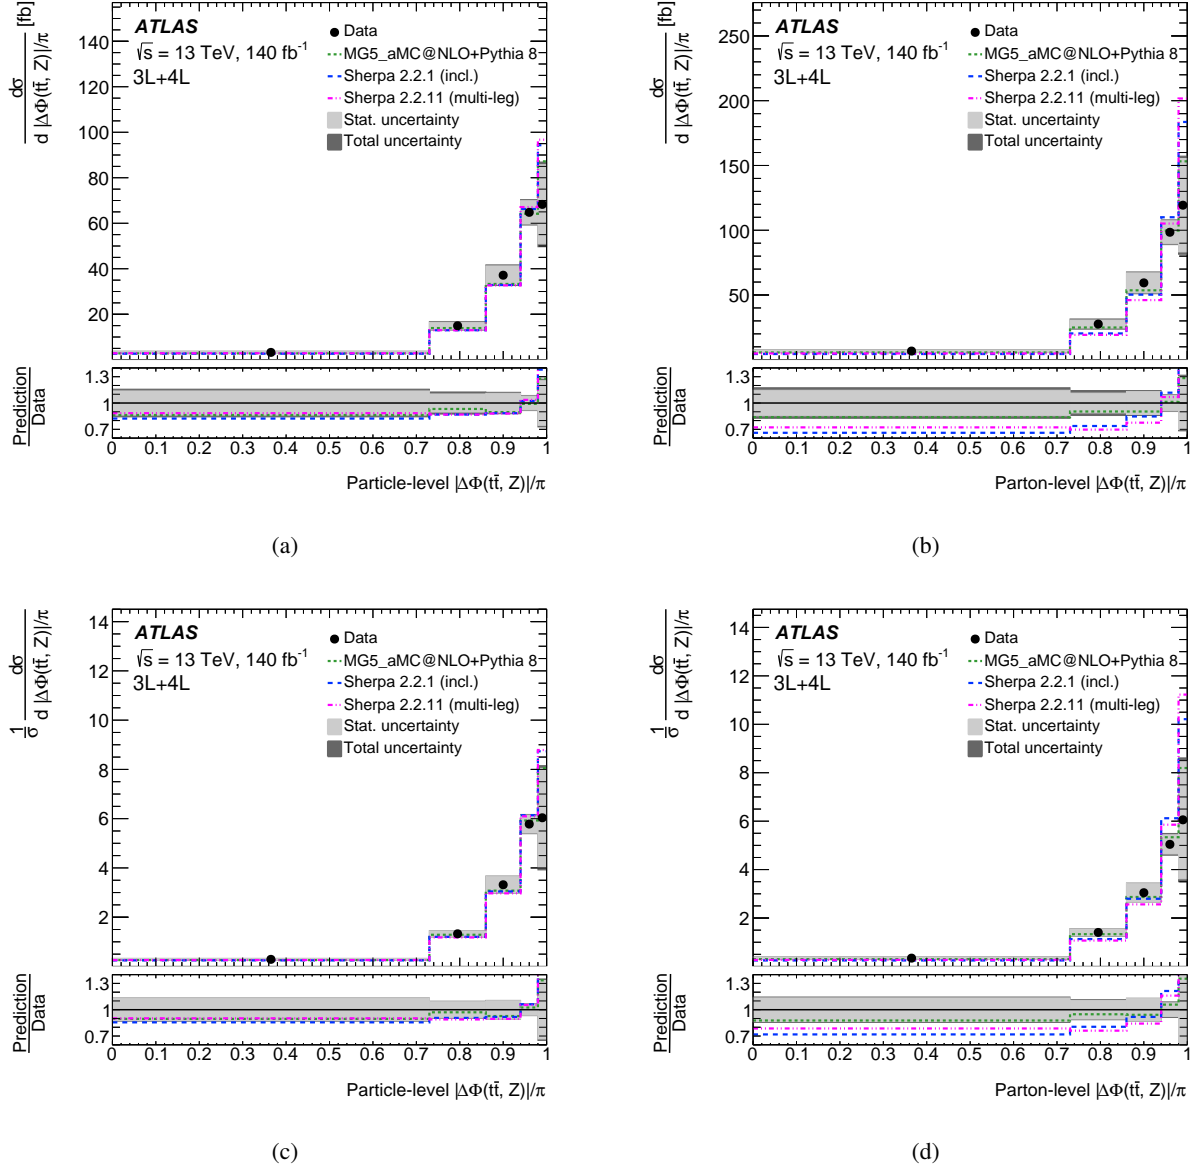 ATLAS
√s = 13 TeV, 140 fb⁻¹
3L+4L
Data
MG5_aMC@NLO+Pythia 8
Sherpa 2.2.1 (incl.)
Sherpa 2.2.11 (multi-leg)
Stat. uncertainty
Total uncertainty
dσ
d |ΔΦ(tt̄, Z)|/π
[fb]
140
120
100
80
60
40
20
Prediction
Data
1.3
1
0.7
0 0.1 0.2 0.3 0.4 0.5 0.6 0.7 0.8 0.9 1
Particle-level |ΔΦ(tt̄, Z)|/π
(a)
ATLAS
√s = 13 TeV, 140 fb⁻¹
3L+4L
Data
MG5_aMC@NLO+Pythia 8
Sherpa 2.2.1 (incl.)
Sherpa 2.2.11 (multi-leg)
Stat. uncertainty
Total uncertainty
dσ
d |ΔΦ(tt̄, Z)|/π
[fb]
250
200
150
100
50
Prediction
Data
1.3
1
0.7
0 0.1 0.2 0.3 0.4 0.5 0.6 0.7 0.8 0.9 1
Parton-level |ΔΦ(tt̄, Z)|/π
(b)
ATLAS
√s = 13 TeV, 140 fb⁻¹
3L+4L
Data
MG5_aMC@NLO+Pythia 8
Sherpa 2.2.1 (incl.)
Sherpa 2.2.11 (multi-leg)
Stat. uncertainty
Total uncertainty
1 dσ
σ d |ΔΦ(tt̄, Z)|/π
14
12
10
8
6
4
2
Prediction
Data
1.3
1
0.7
0 0.1 0.2 0.3 0.4 0.5 0.6 0.7 0.8 0.9 1
Particle-level |ΔΦ(tt̄, Z)|/π
(c)
ATLAS
√s = 13 TeV, 140 fb⁻¹
3L+4L
Data
MG5_aMC@NLO+Pythia 8
Sherpa 2.2.1 (incl.)
Sherpa 2.2.11 (multi-leg)
Stat. uncertainty
Total uncertainty
1 dσ
σ d |ΔΦ(tt̄, Z)|/π
14
12
10
8
6
4
2
Prediction
Data
1.3
1
0.7
0 0.1 0.2 0.3 0.4 0.5 0.6 0.7 0.8 0.9 1
Parton-level |ΔΦ(tt̄, Z)|/π
(d)